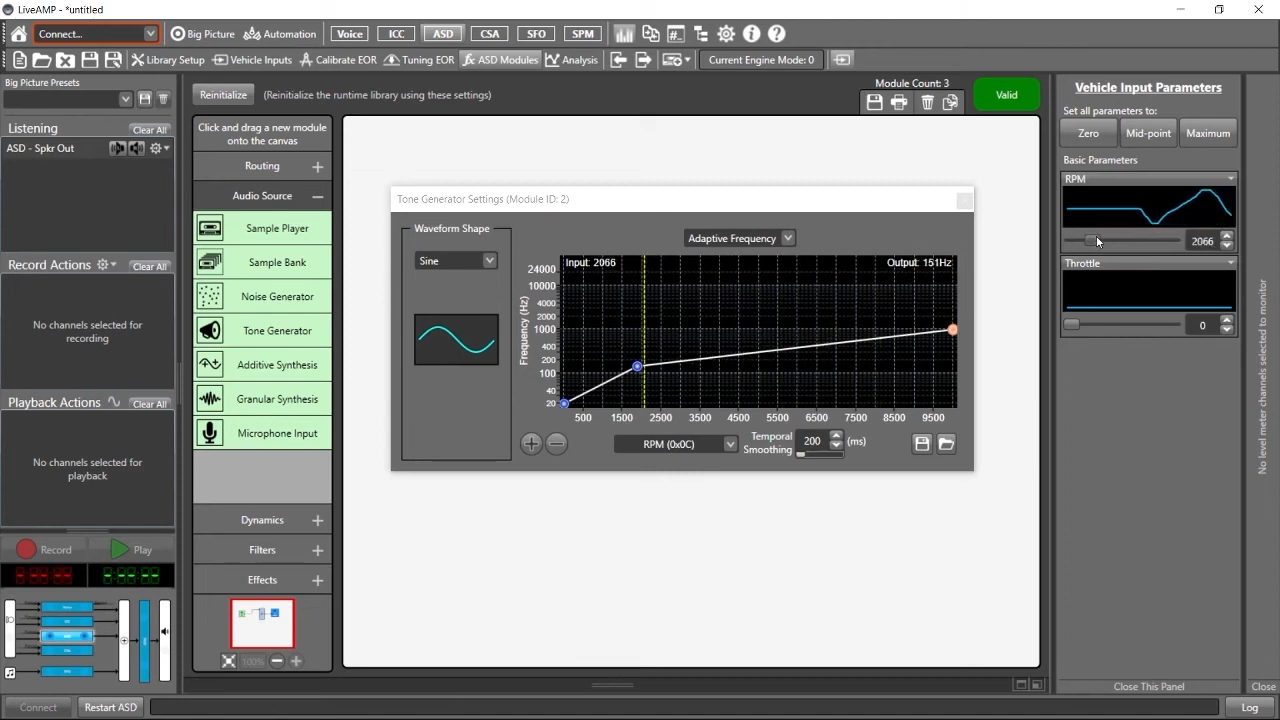 LiveAMP - *untitled
Connect...
Big Picture
Automation
Voice
ICC
ASD
CSA
SFO
SPM
Library Setup
Vehicle Inputs
Calibrate EOR
Tuning EOR
ASD Modules
Analysis
Current Engine Mode: 0
Big Picture Presets
Listening
Clear All
ASD - Spkr Out
Record Actions
Clear All
No channels selected for
recording
Playback Actions
Clear All
No channels selected for
playback
Record
Play
Reinitialize
(Reinitialize the runtime library using these settings)
Module Count: 3
Valid
Click and drag a new module
onto the canvas
Routing
Audio Source
Sample Player
Sample Bank
Noise Generator
Tone Generator
Additive Synthesis
Granular Synthesis
Microphone Input
Dynamics
Filters
Effects
100%
Tone Generator Settings (Module ID: 2)
Waveform Shape
Sine
Adaptive Frequency
Input: 2066
Output: 151Hz
Frequency (Hz)
24000
10000
4000
2000
1000
400
200
100
40
20
500 1500 2500 3500 4500 5500 6500 7500 8500 9500
RPM (0x0C)
Temporal
Smoothing
200
(ms)
Vehicle Input Parameters
Set all parameters to:
Zero
Mid-point
Maximum
Basic Parameters
RPM
2066
Throttle
0
Close This Panel
No level meter channels selected to monitor
Close
Connect
Restart ASD
Log